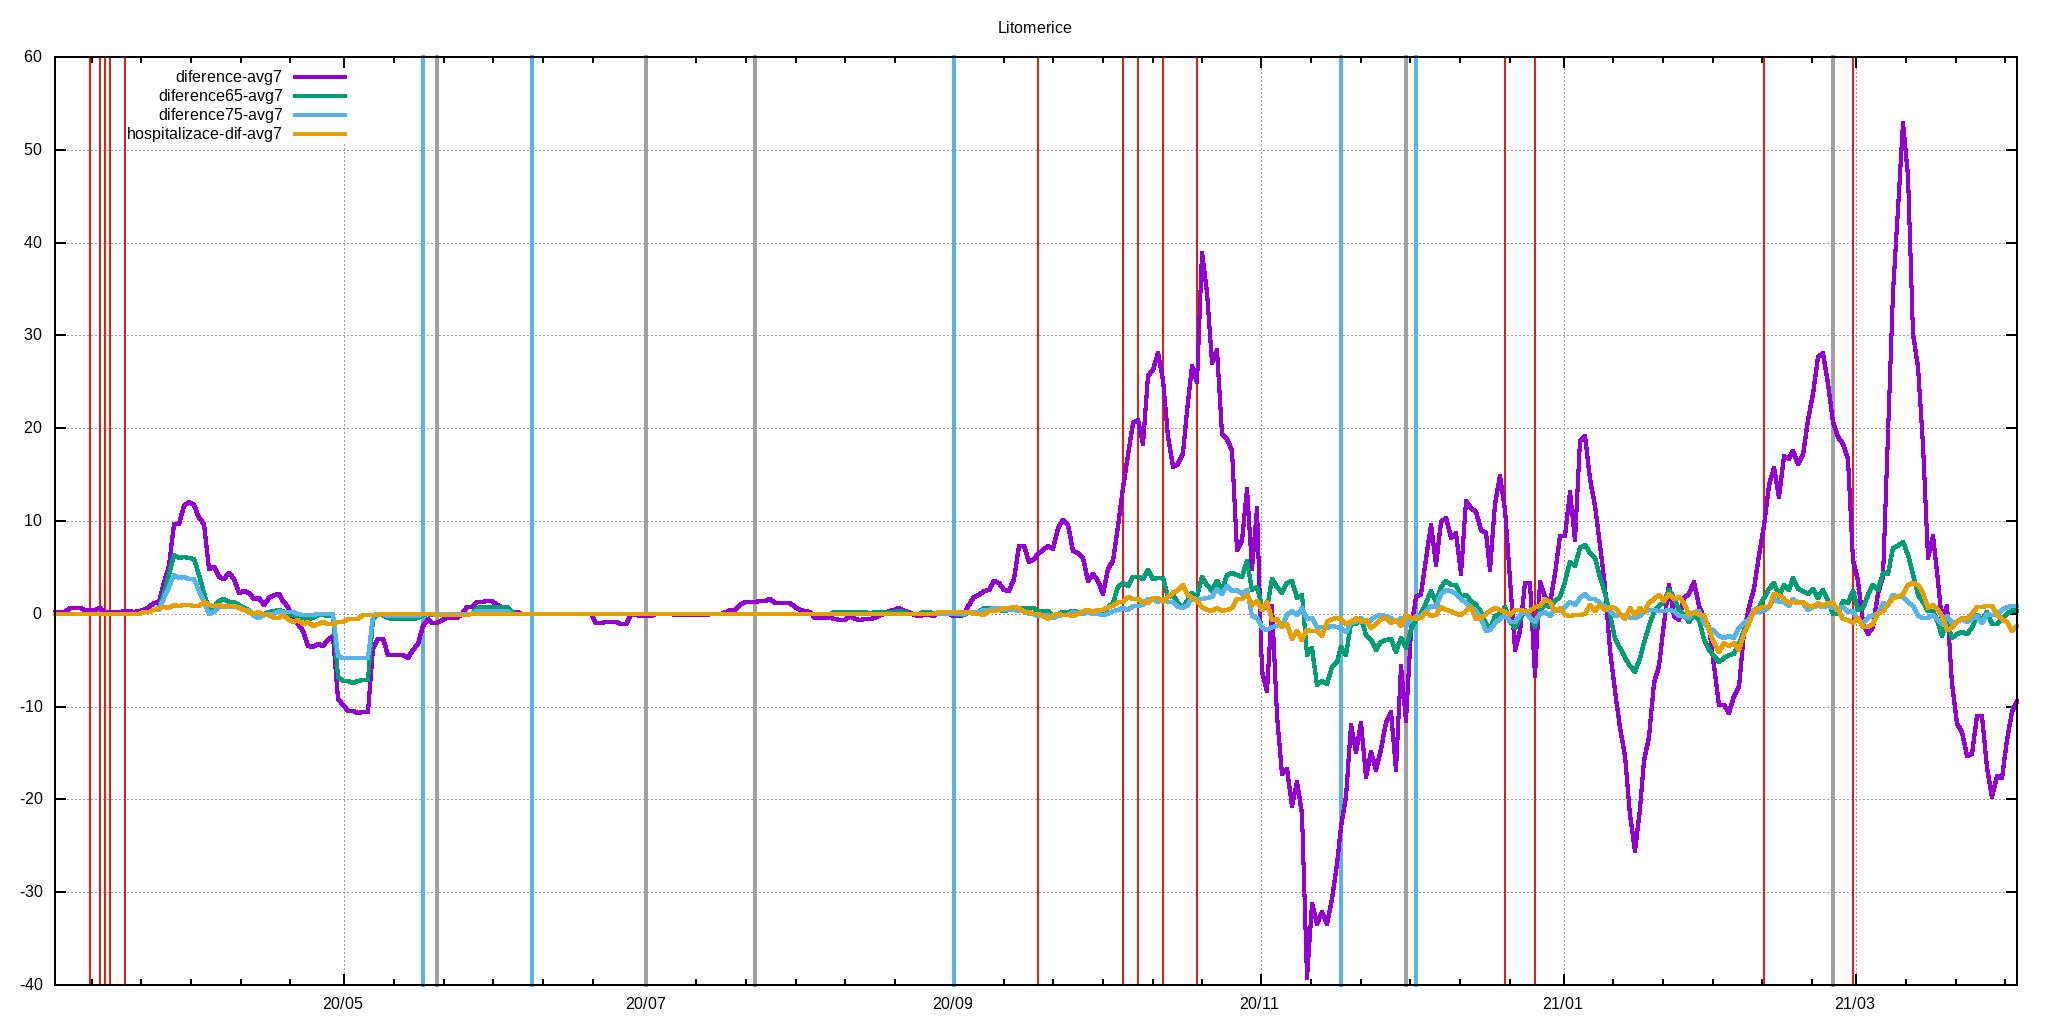 Litomerice
60
50
40
30
20
10
0
-10
-20
-30
-40
diference-avg7
diference65-avg7
diference75-avg7
hospitalizace-dif-avg7
20/05 20/07 20/09 20/11 21/01 21/03